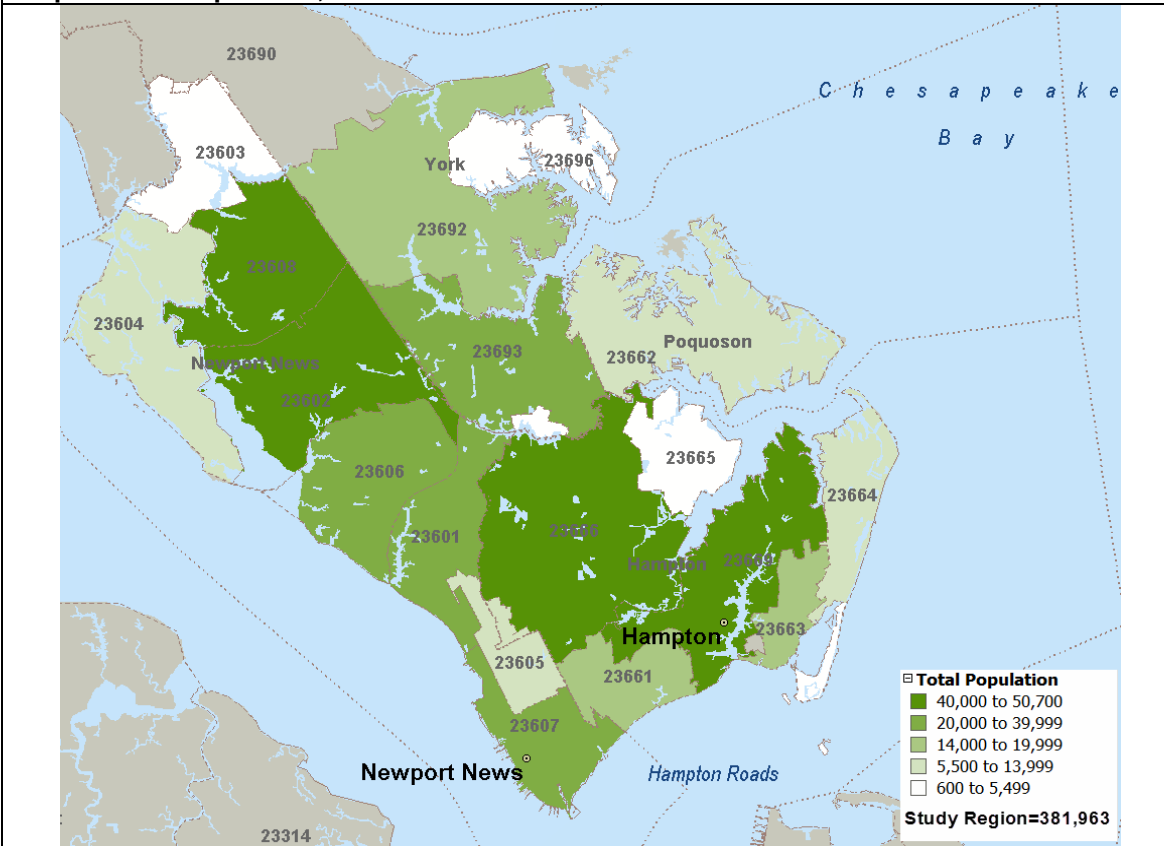 23690
C h e s a p e a k e
B a y
23603
York
23696
23692
23608
23604
Newport News
23693
Poquoson
23662
23602
23665
23606
23664
23601
23666
Hampton
23669
Hampton
23663
23605
23661
23607
Newport News
Hampton Roads
23314
Total Population
40,000 to 50,700
20,000 to 39,999
14,000 to 19,999
5,500 to 13,999
600 to 5,499
Study Region=381,963